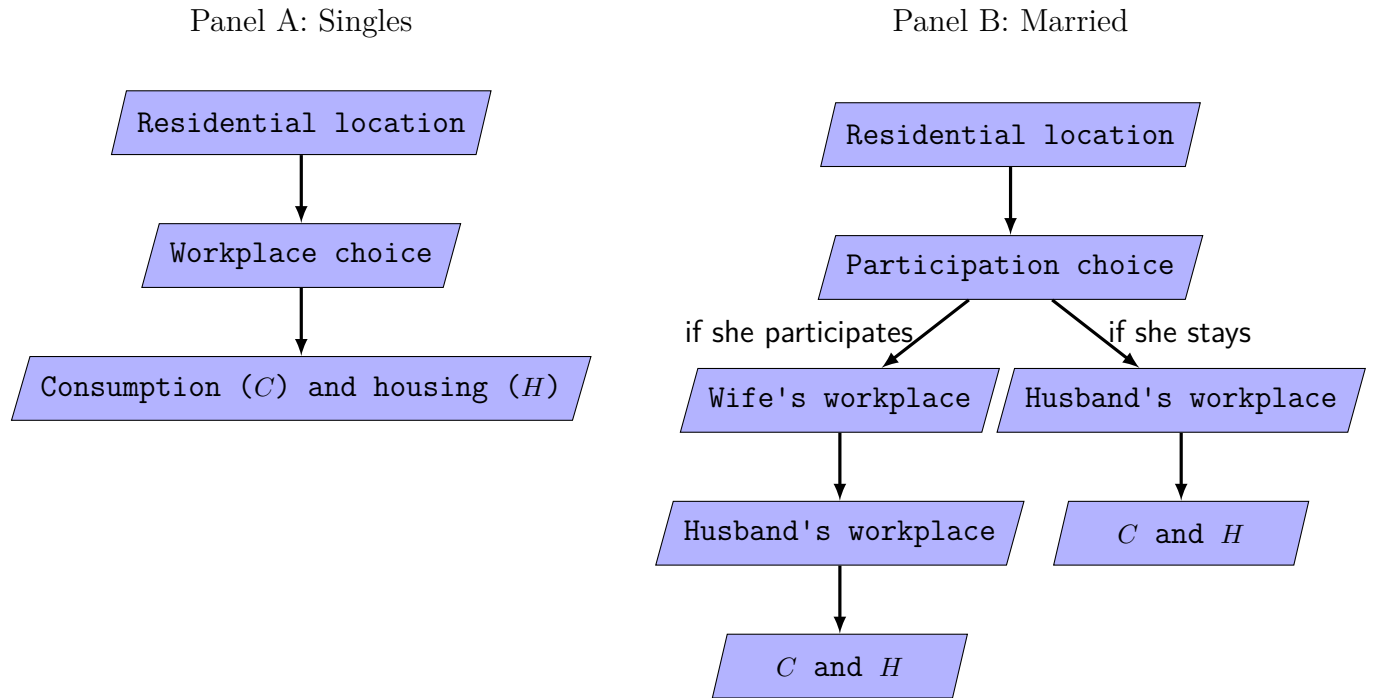 Panel A: Singles
Residential location
Workplace choice
Consumption (C) and housing (H)
Panel B: Married
Residential location
Participation choice
if she participates
if she stays
Wife's workplace
Husband's workplace
Husband's workplace
C and H
C and H